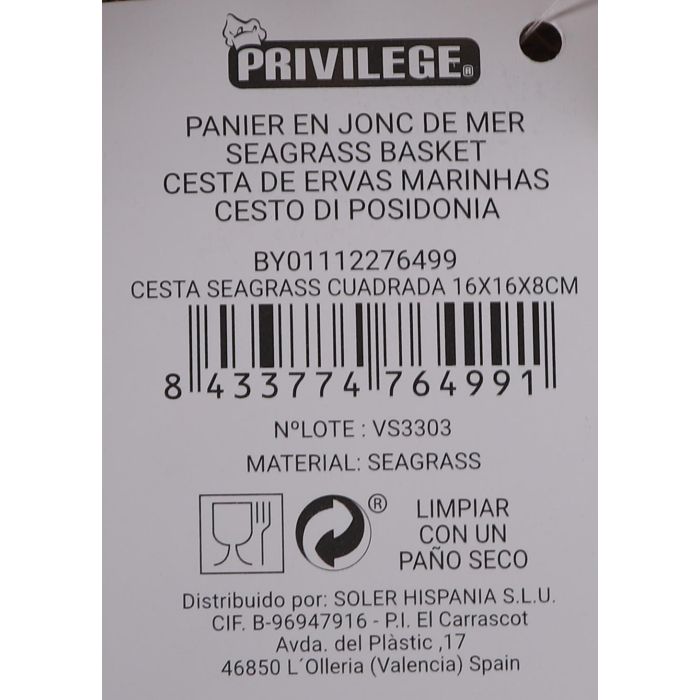 PRIVILEGE®
PANIER EN JONC DE MER
SEAGRASS BASKET
CESTA DE ERVAS MARINHAS
CESTO DI POSIDONIA
BY01112276499
CESTA SEAGRASS CUADRADA 16X16X8CM
8 433774 764991
NºLOTE : VS3303
MATERIAL: SEAGRASS
®
LIMPIAR
CON UN
PAÑO SECO
Distribuido por: SOLER HISPANIA S.L.U.
CIF. B-96947916 - P.I. El Carrascot
Avda. del Plàstic ,17
46850 L´Olleria (Valencia) Spain